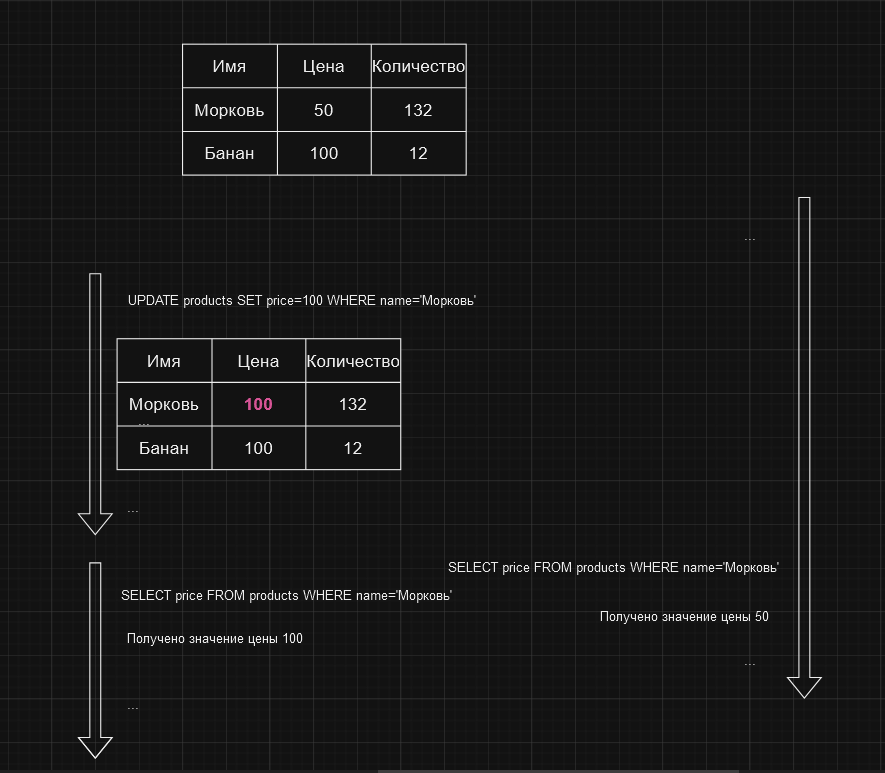 Имя Цена Количество
Морковь 50 132
Банан 100 12
...
UPDATE products SET price=100 WHERE name='Морковь'
Имя Цена Количество
Морковь 100 132
...
Банан 100 12
...
SELECT price FROM products WHERE name='Морковь'
SELECT price FROM products WHERE name='Морковь'
Получено значение цены 50
Получено значение цены 100
...
...